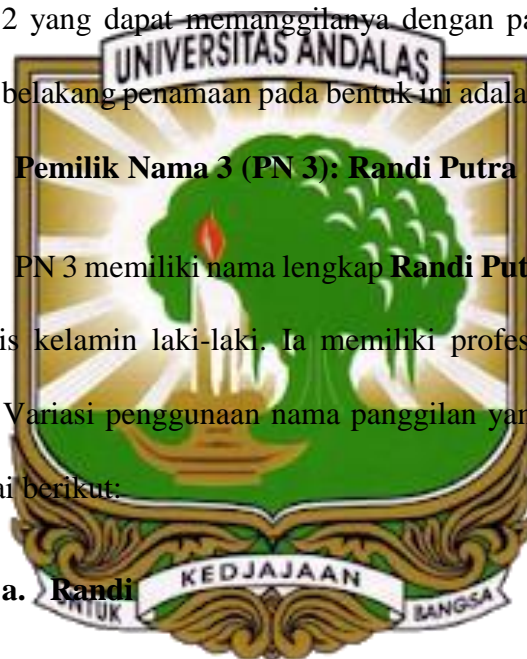 2 yang dapat memanggilanya dengan pa
UNIVERSITAS ANDALAS
belakang penamaan pada bentuk ini adala
Pemilik Nama 3 (PN 3): Randi Putra
PN 3 memiliki nama lengkap Randi Put
is kelamin laki-laki. Ia memiliki profes
Variasi penggunaan nama panggilan yan
ai berikut:
a. Randi
KEDJAJAAN
UNTUK
BANGSA